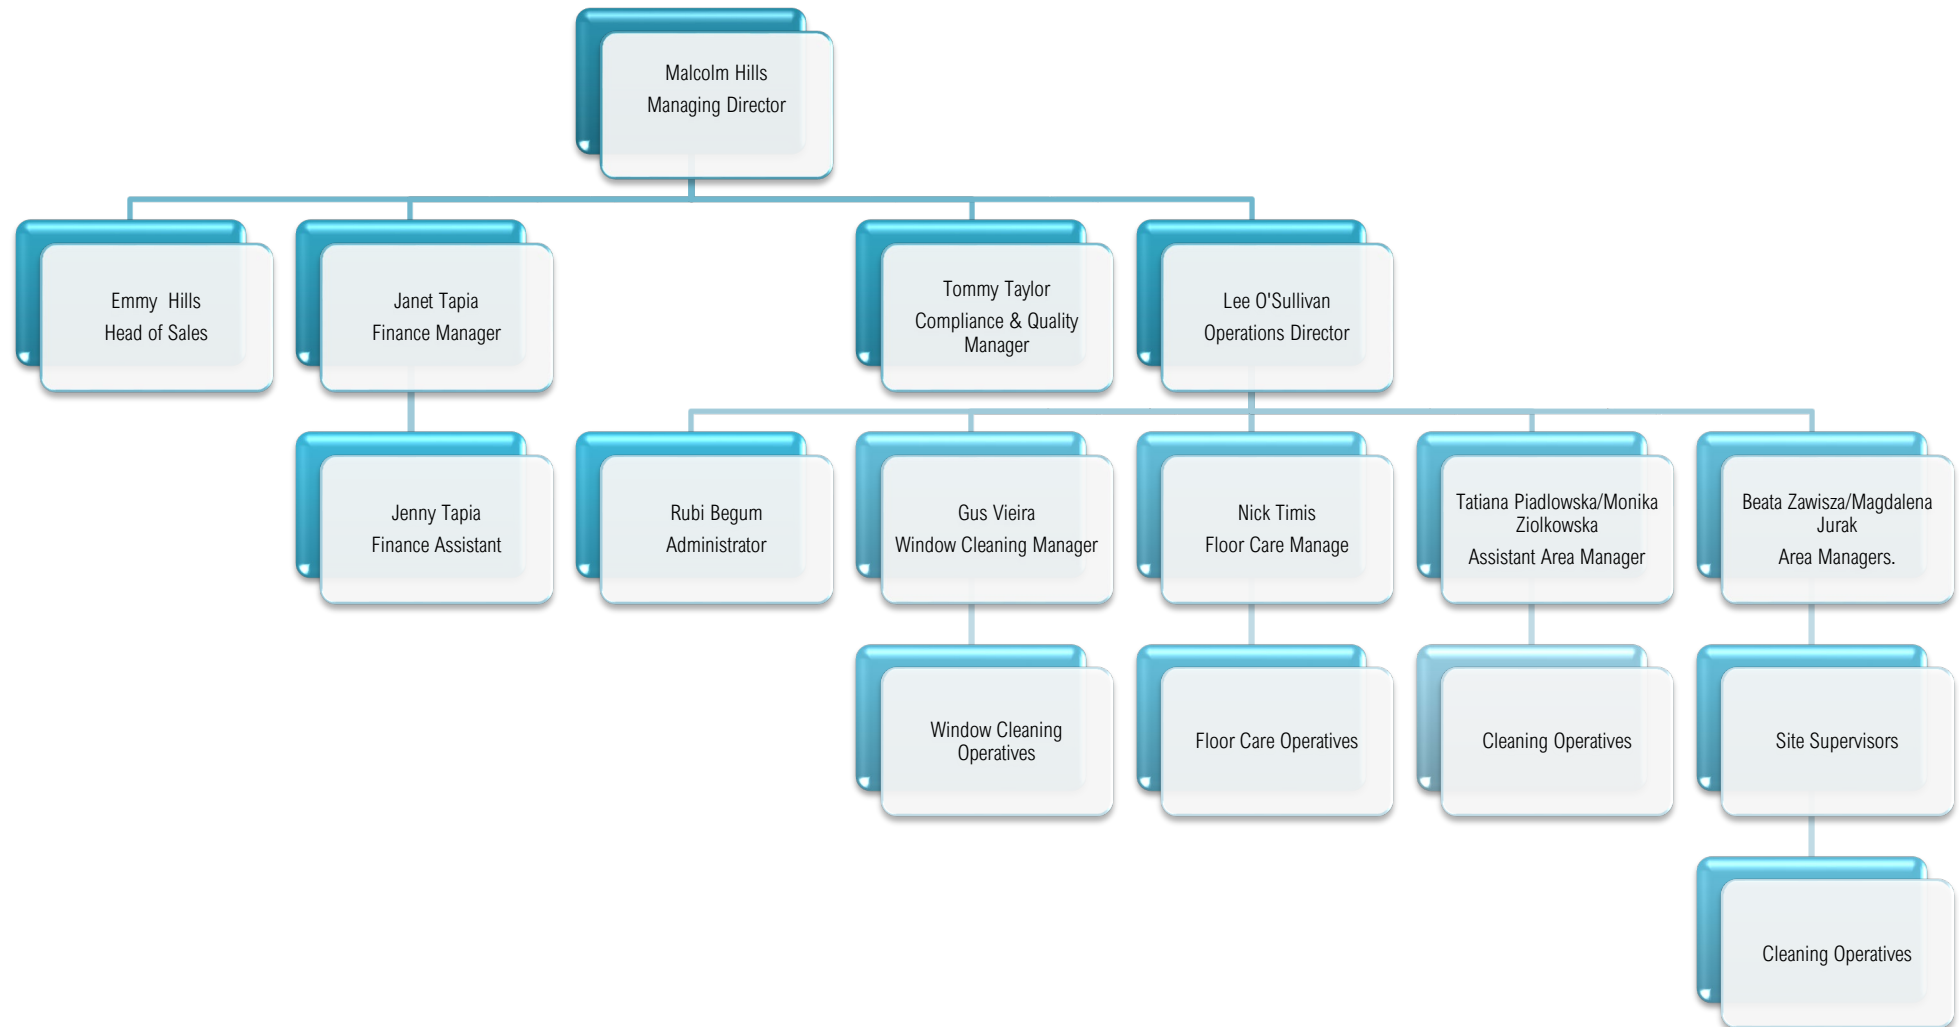 Malcolm Hills
Managing Director
Emmy  Hills
Head of Sales
Janet Tapia
Finance Manager
Tommy Taylor
Compliance & Quality
Manager
Lee O'Sullivan
Operations Director
Jenny Tapia
Finance Assistant
Rubi Begum
Administrator
Gus Vieira
Window Cleaning Manager
Nick Timis
Floor Care Manage
Tatiana Piadlowska/Monika
Ziolkowska
Assistant Area Manager
Beata Zawisza/Magdalena
Jurak
Area Managers.
Window Cleaning
Operatives
Floor Care Operatives
Cleaning Operatives
Site Supervisors
Cleaning Operatives